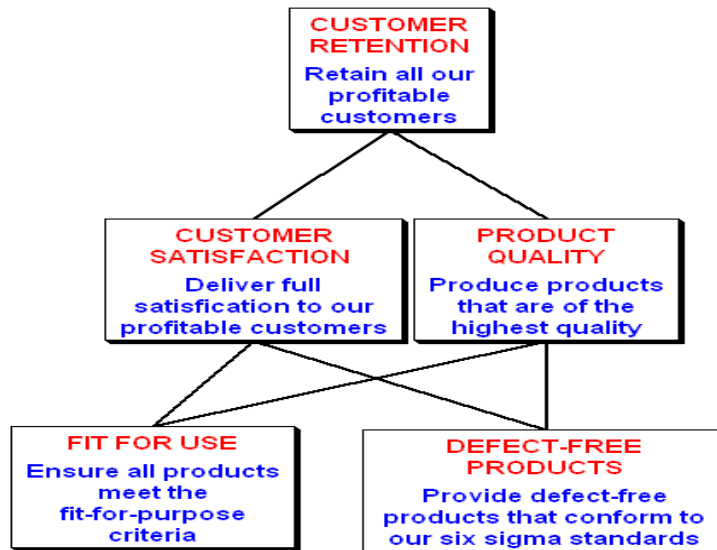 CUSTOMER
RETENTION
Retain all our
profitable
customers
CUSTOMER
SATISFACTION
Deliver full
satisfication to our
profitable customers
PRODUCT
QUALITY
Produce products
that are of the
highest quality
FIT FOR USE
Ensure all products
meet the
fit-for-purpose
criteria
DEFECT-FREE
PRODUCTS
Provide defect-free
products that conform to
our six sigma standards